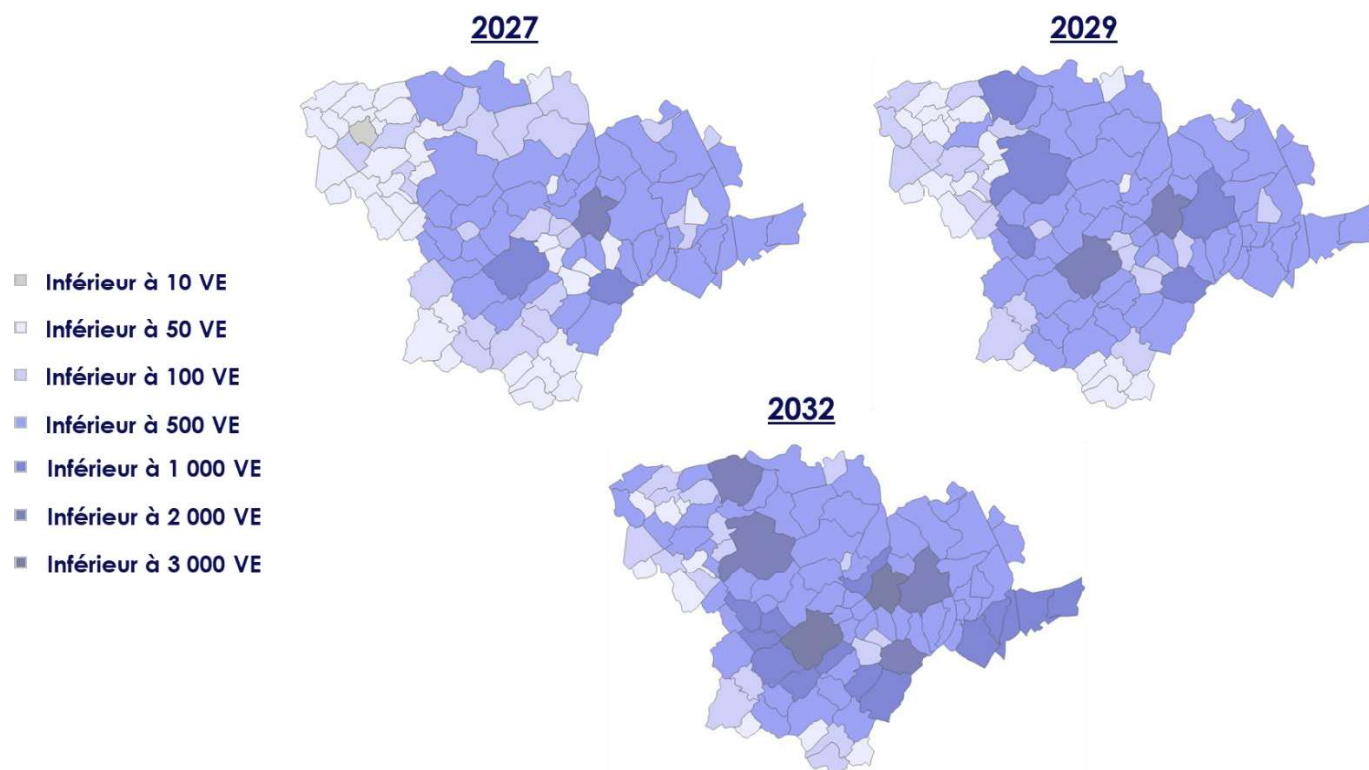 2027
2029
Inférieur à 10 VE
Inférieur à 50 VE
Inférieur à 100 VE
Inférieur à 500 VE
Inférieur à 1 000 VE
Inférieur à 2 000 VE
Inférieur à 3 000 VE
2032